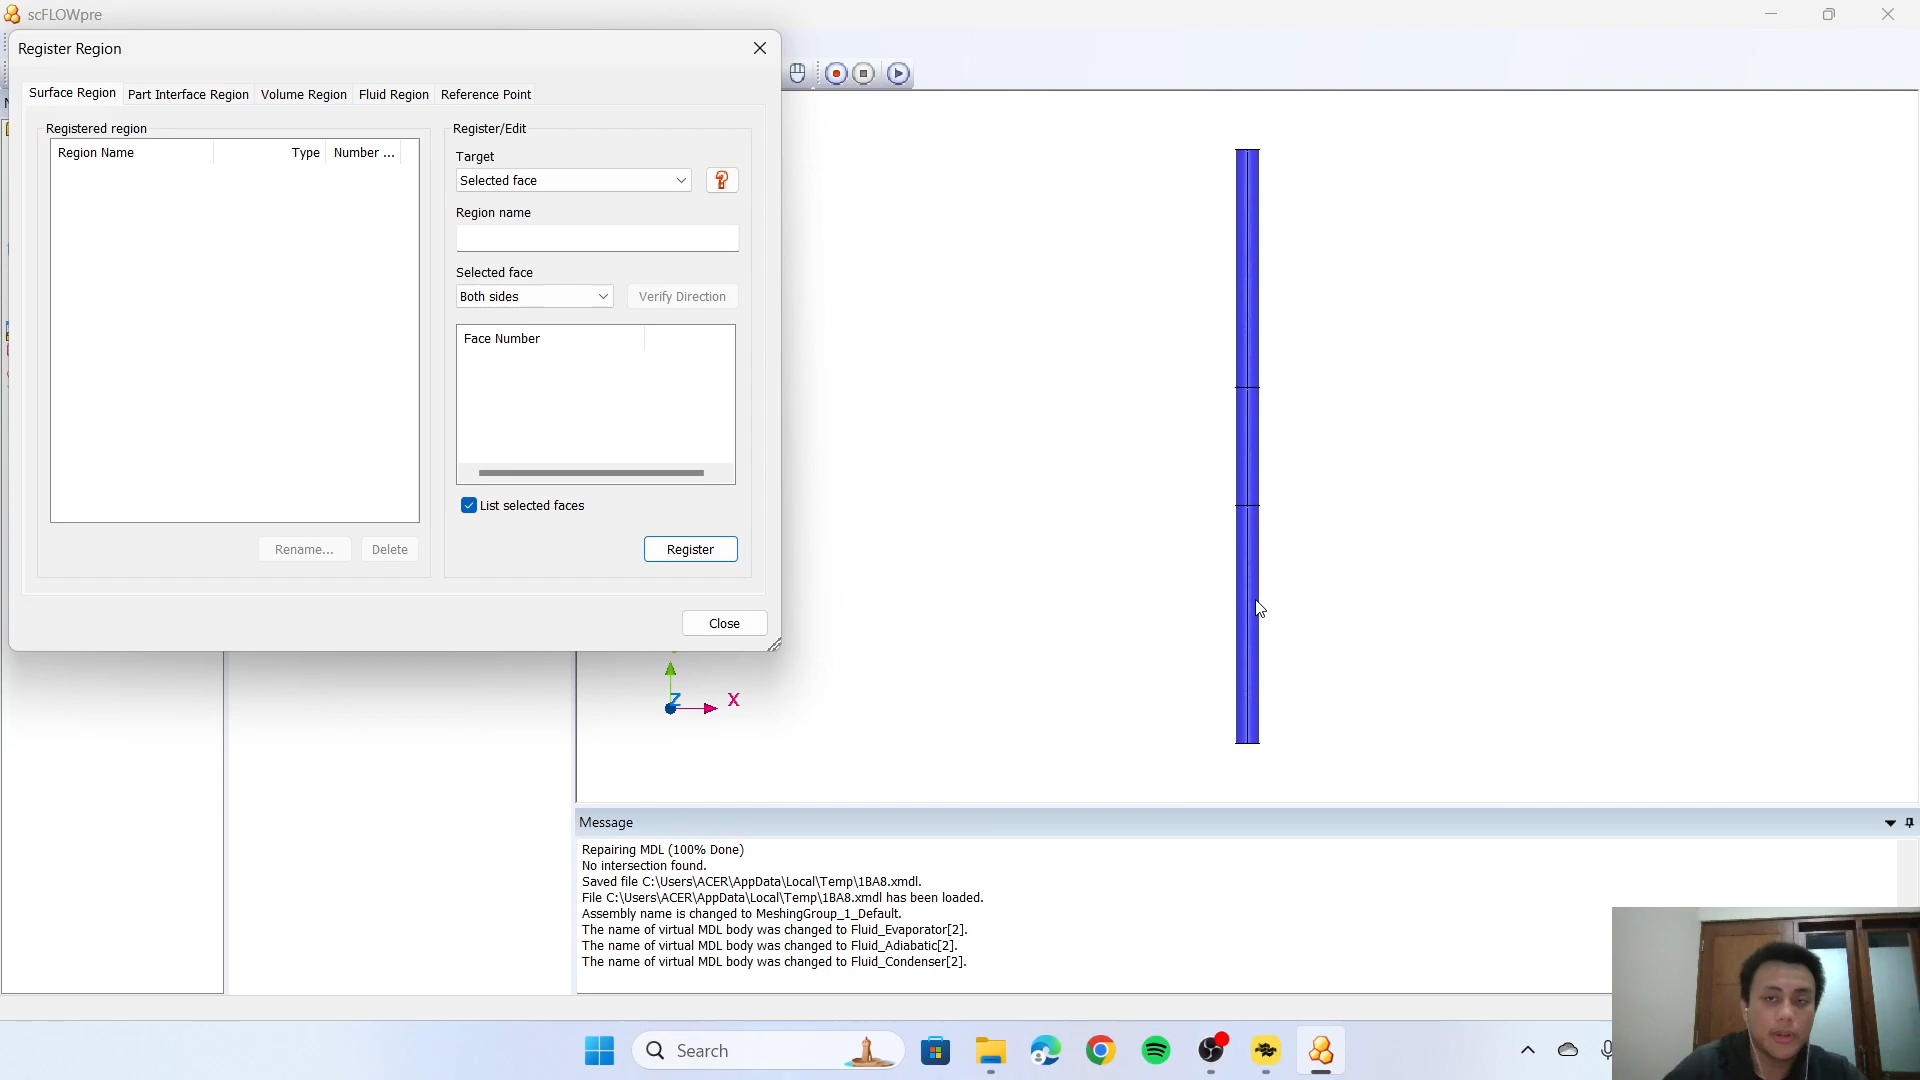 scFLOWpre
Register Region
Surface Region
Part Interface Region
Volume Region
Fluid Region
Reference Point
Registered region
Region Name
Type
Number ...
Rename...
Delete
Register/Edit
Target
Selected face
Region name
Selected face
Both sides
Verify Direction
Face Number
List selected faces
Register
Close
Z
X
Message
Repairing MDL (100% Done)
No intersection found.
Saved file C:\Users\ACER\AppData\Local\Temp\1BA8.xmdl.
File C:\Users\ACER\AppData\Local\Temp\1BA8.xmdl has been loaded.
Assembly name is changed to MeshingGroup_1_Default.
The name of virtual MDL body was changed to Fluid_Evaporator[2].
The name of virtual MDL body was changed to Fluid_Adiabatic[2].
The name of virtual MDL body was changed to Fluid_Condenser[2].
Search